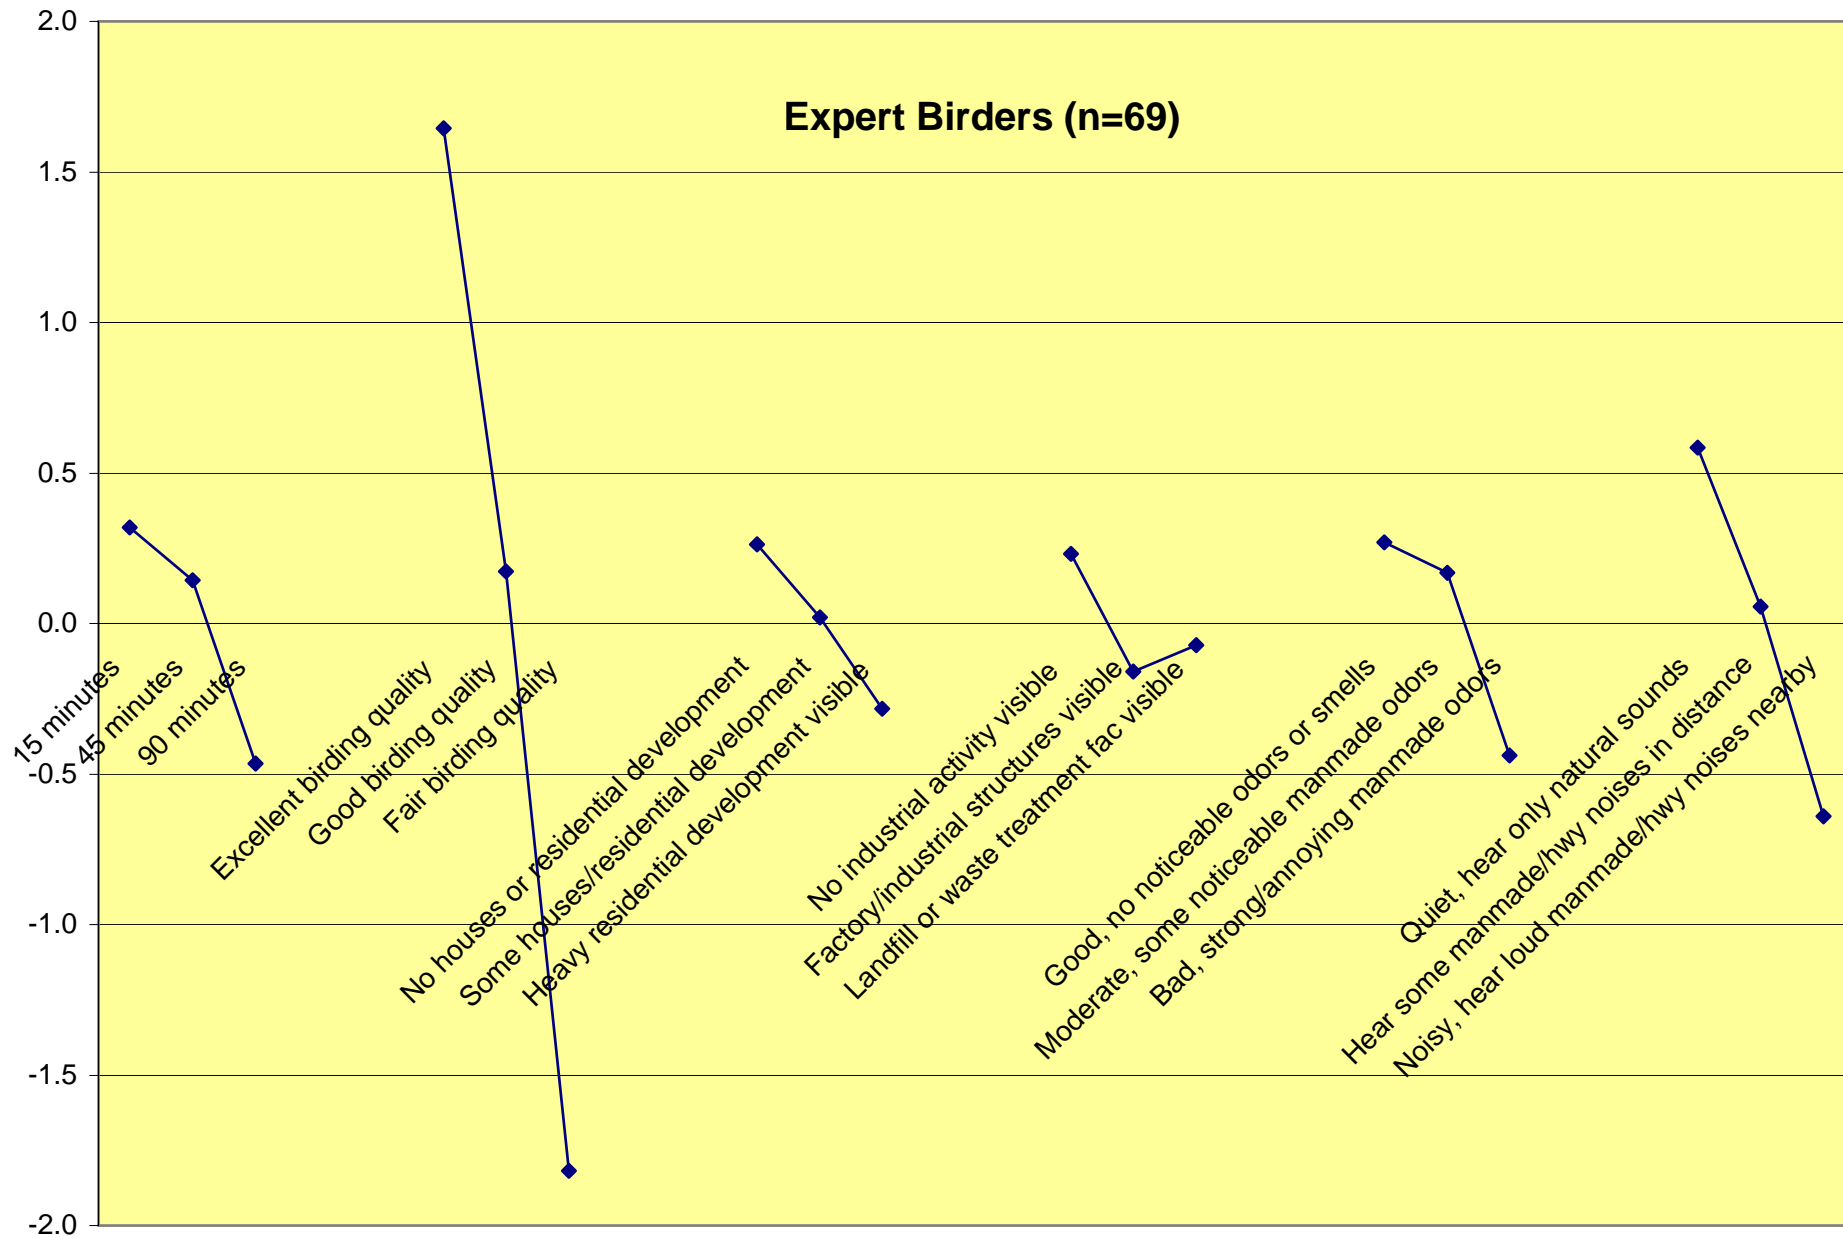 2.0
1.5
1.0
0.5
0.0
-0.5
-1.0
-1.5
-2.0
Expert Birders (n=69)
15 minutes
45 minutes
90 minutes
Excellent birding quality
Good birding quality
Fair birding quality
No houses or residential development
Some houses/residential development
Heavy residential development visible
No industrial activity visible
Factory/industrial structures visible
Landfill or waste treatment fac visible
Good, no noticeable odors or smells
Moderate, some noticeable manmade odors
Bad, strong/annoying manmade odors
Quiet, hear only natural sounds
Hear some manmade/hwy noises in distance
Noisy, hear loud manmade/hwy noises nearby